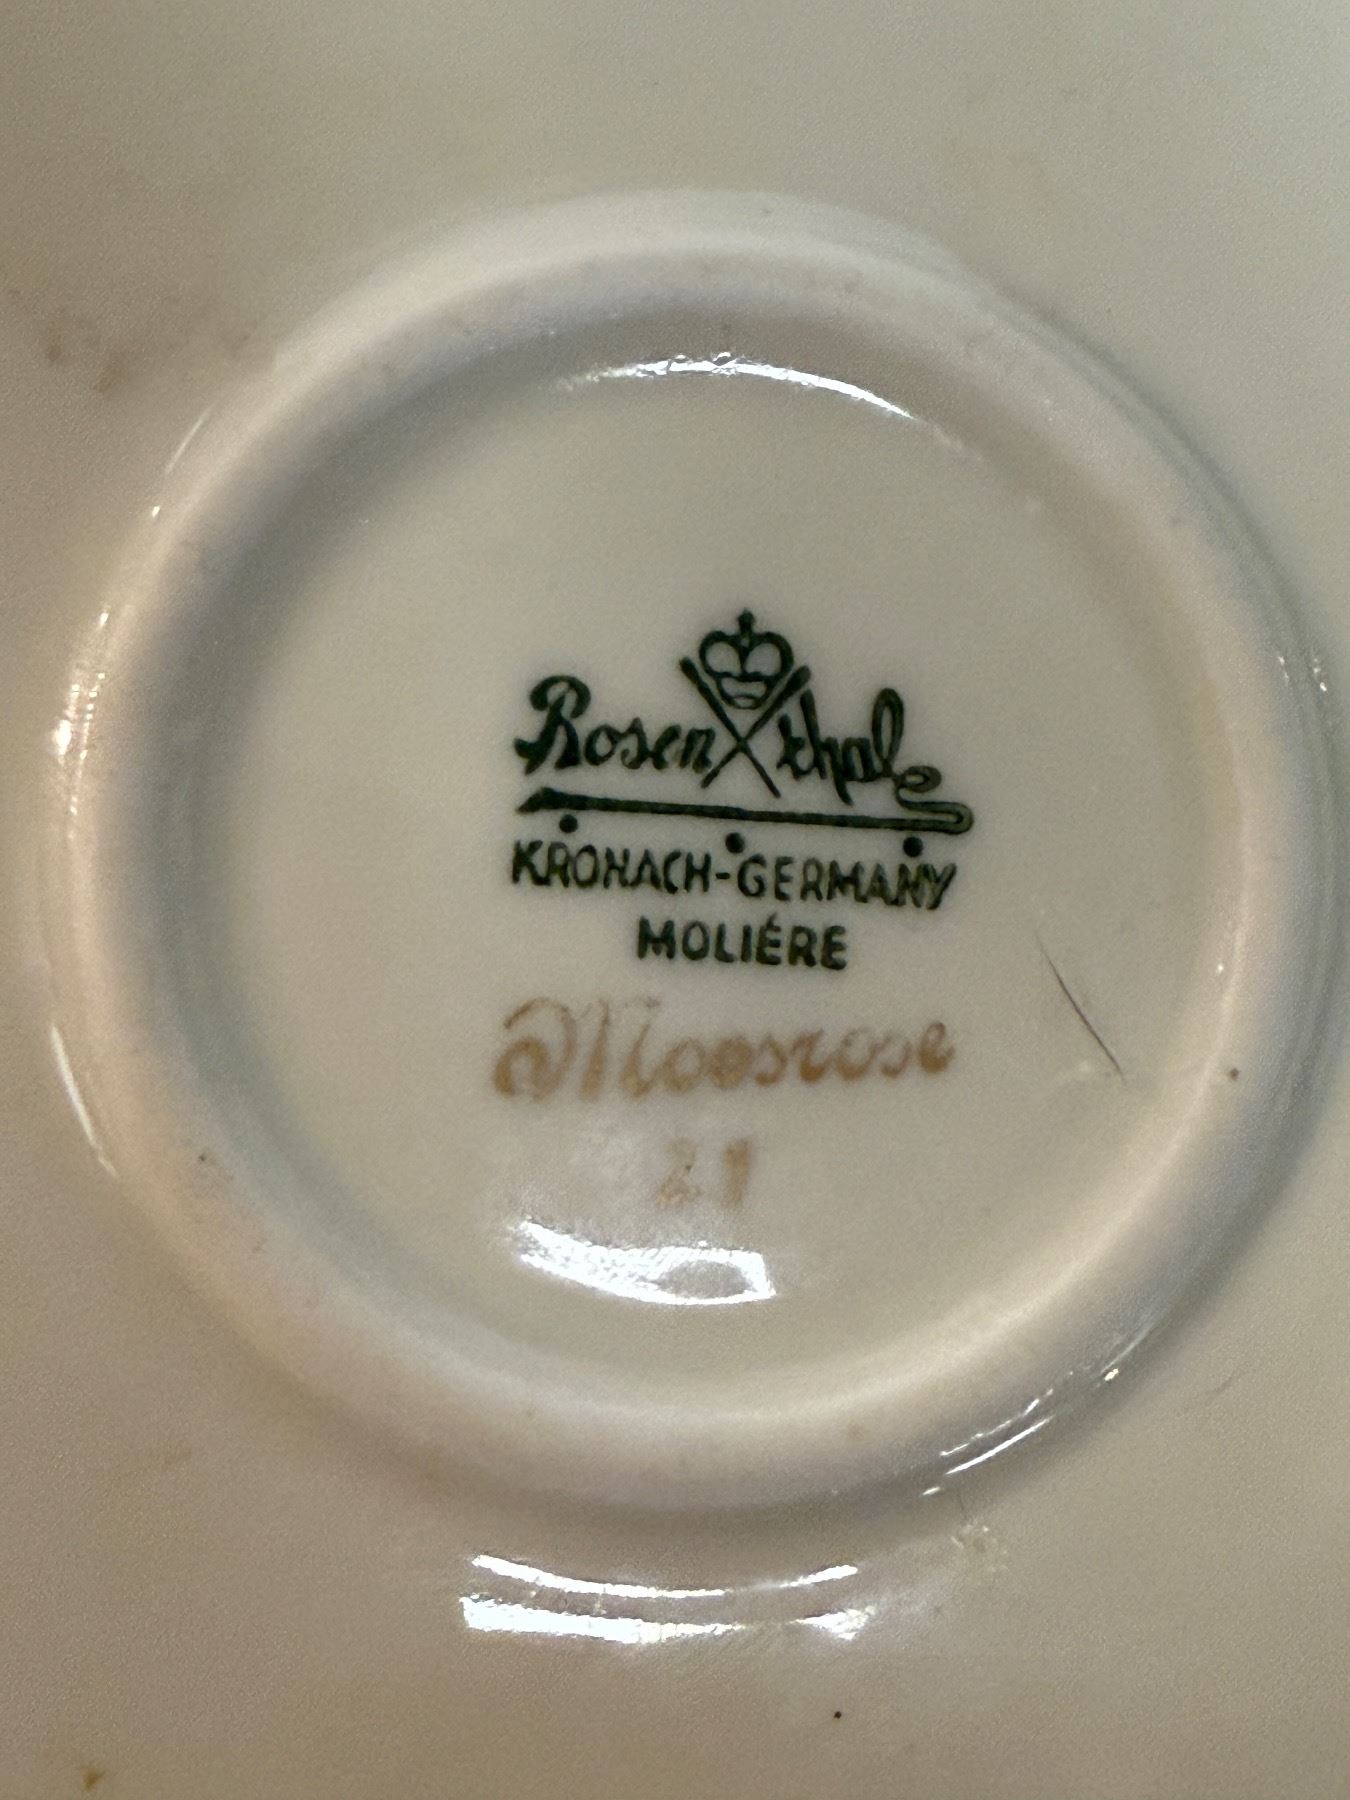 Rosenthal
KRONACH-GERMANY
MOLIÉRE
Moosrose
21